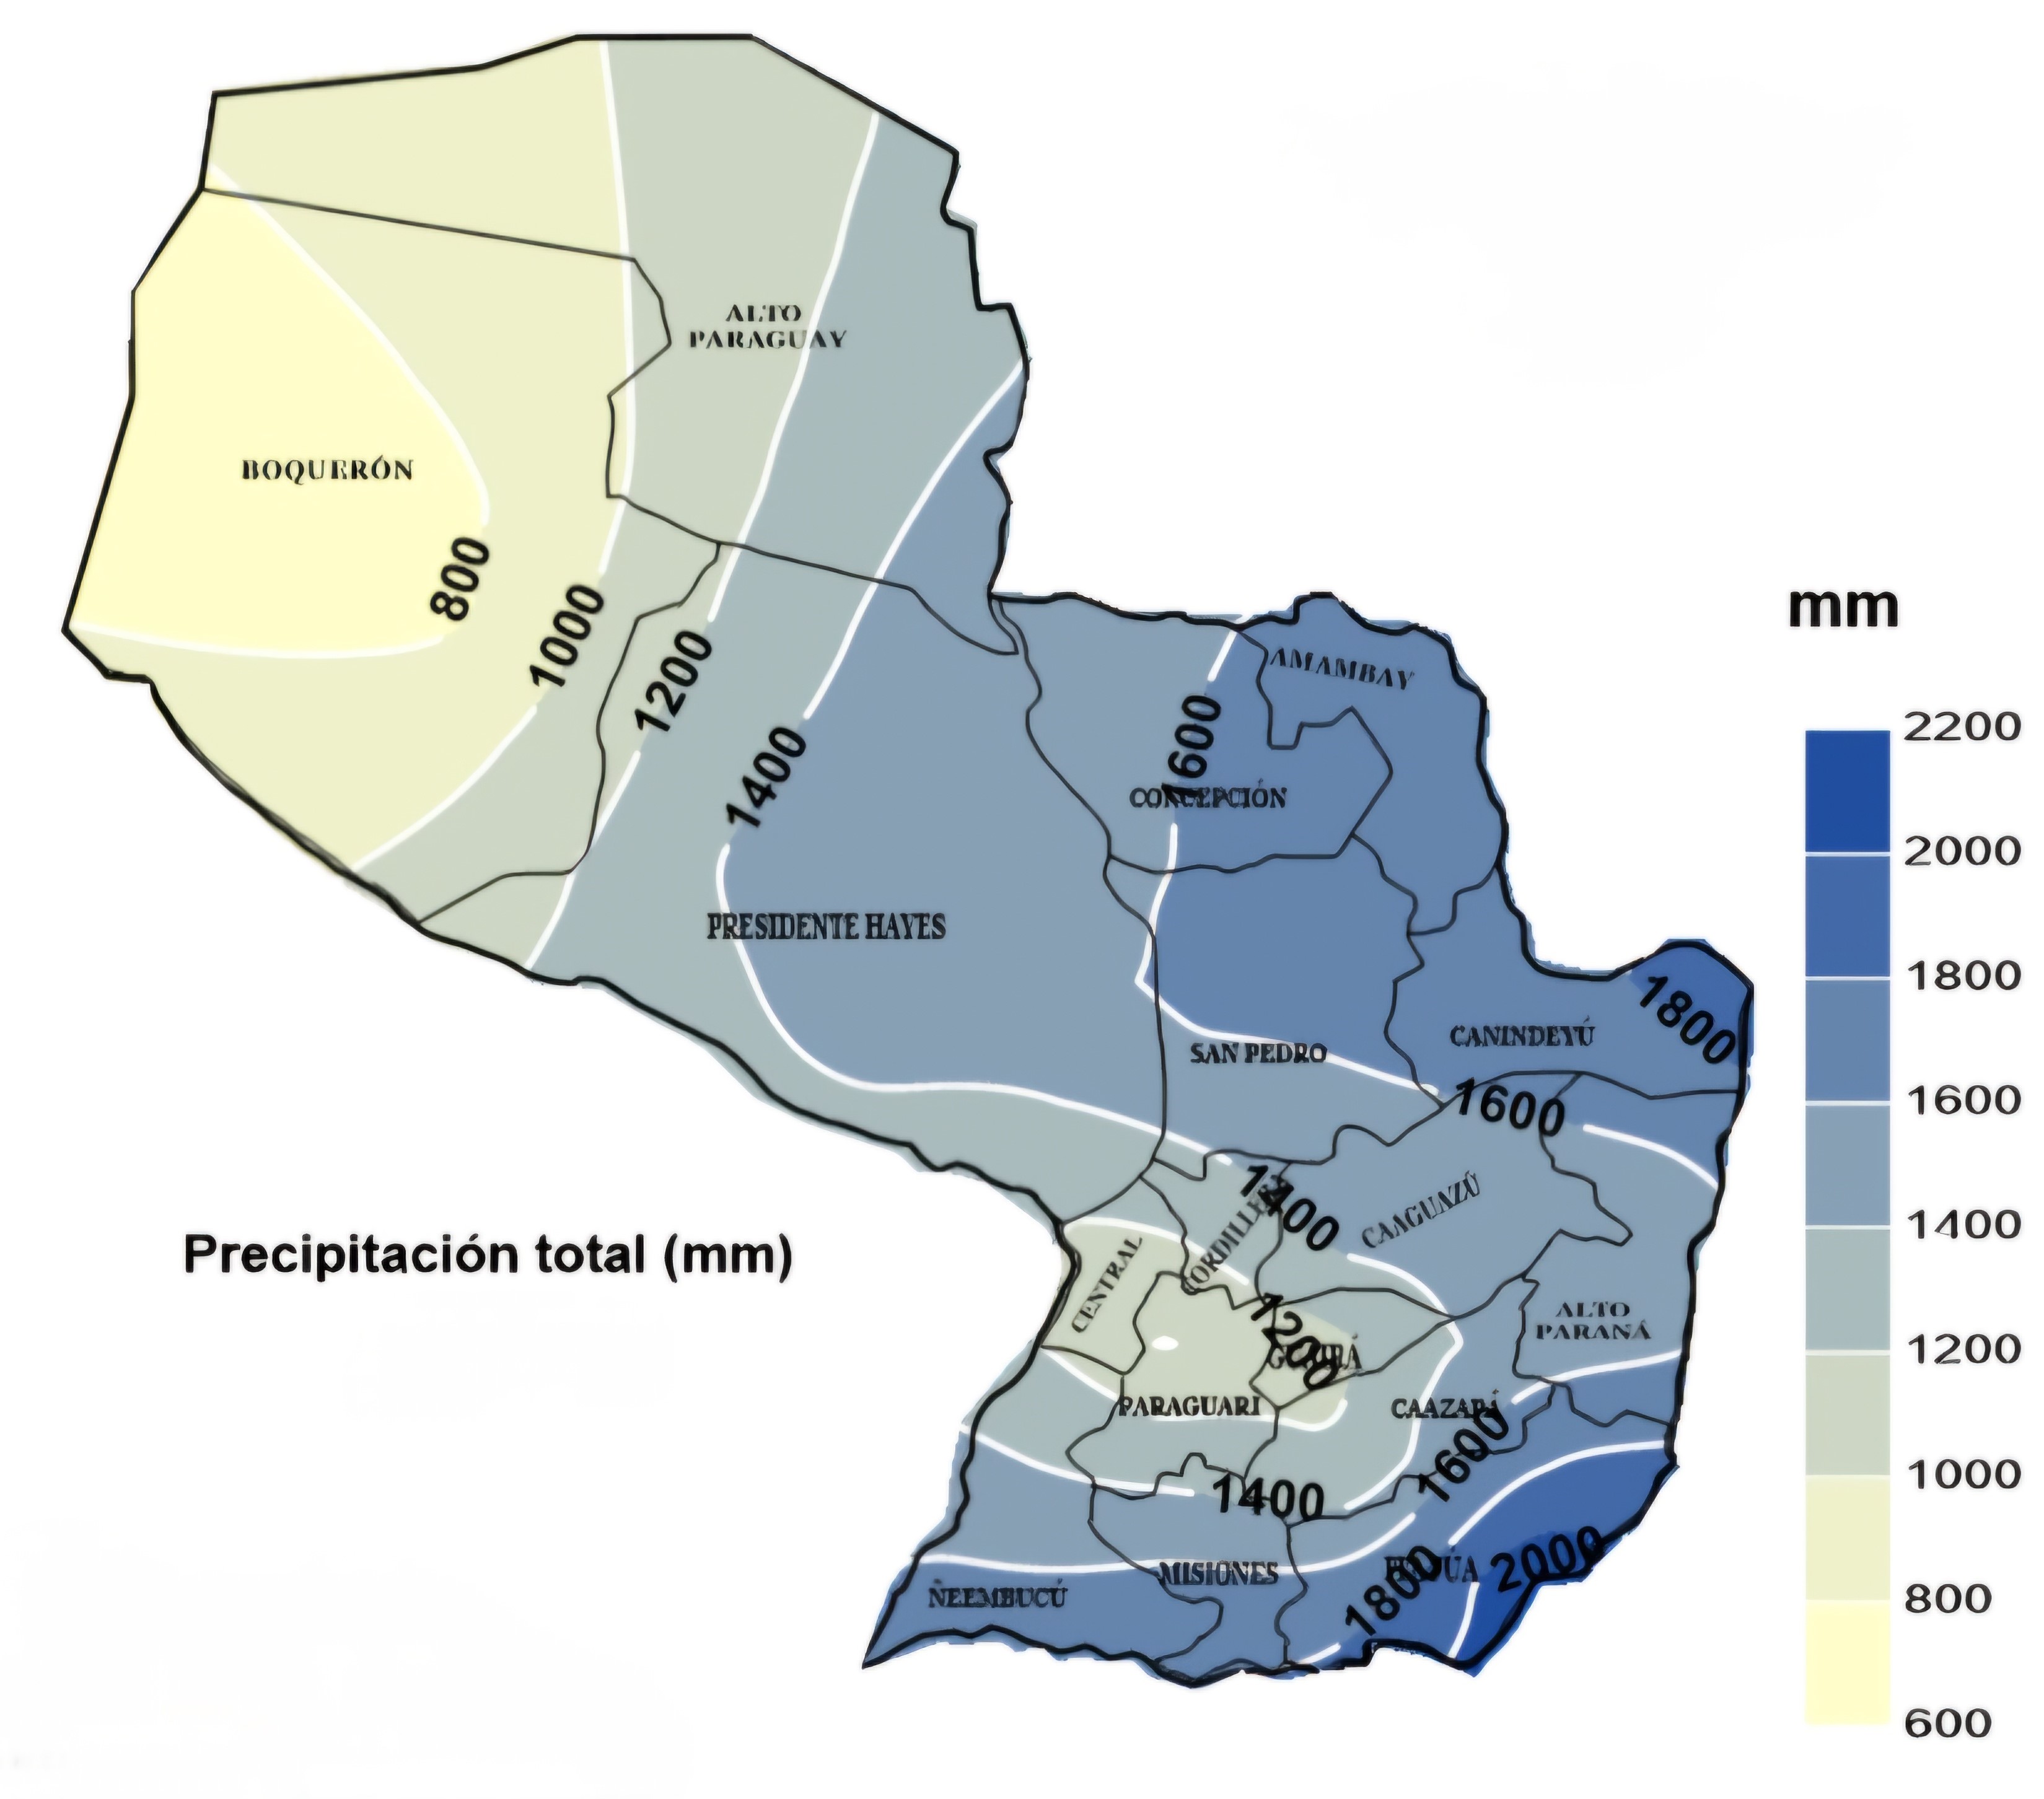 ALTO
PARAGUAY
BOQUERÓN
800
1000
1200
1400
mm
AMAMBAY
1600
CONCEPCIÓN
2200
2000
1800
1600
1400
1200
1000
800
600
PRESIDENTE HAYES
1800
CANINDEYÚ
SAN PEDRO
1600
1400
CAAGUAZÚ
CORDILLERA
Precipitación total (mm)
CENTRAL
1200
GUAIRÁ
ALTO
PARANÁ
PARAGUARI
CAAZAPÁ
1600
1400
2000
MISIONES
1800
ÑEEMBUCÚ